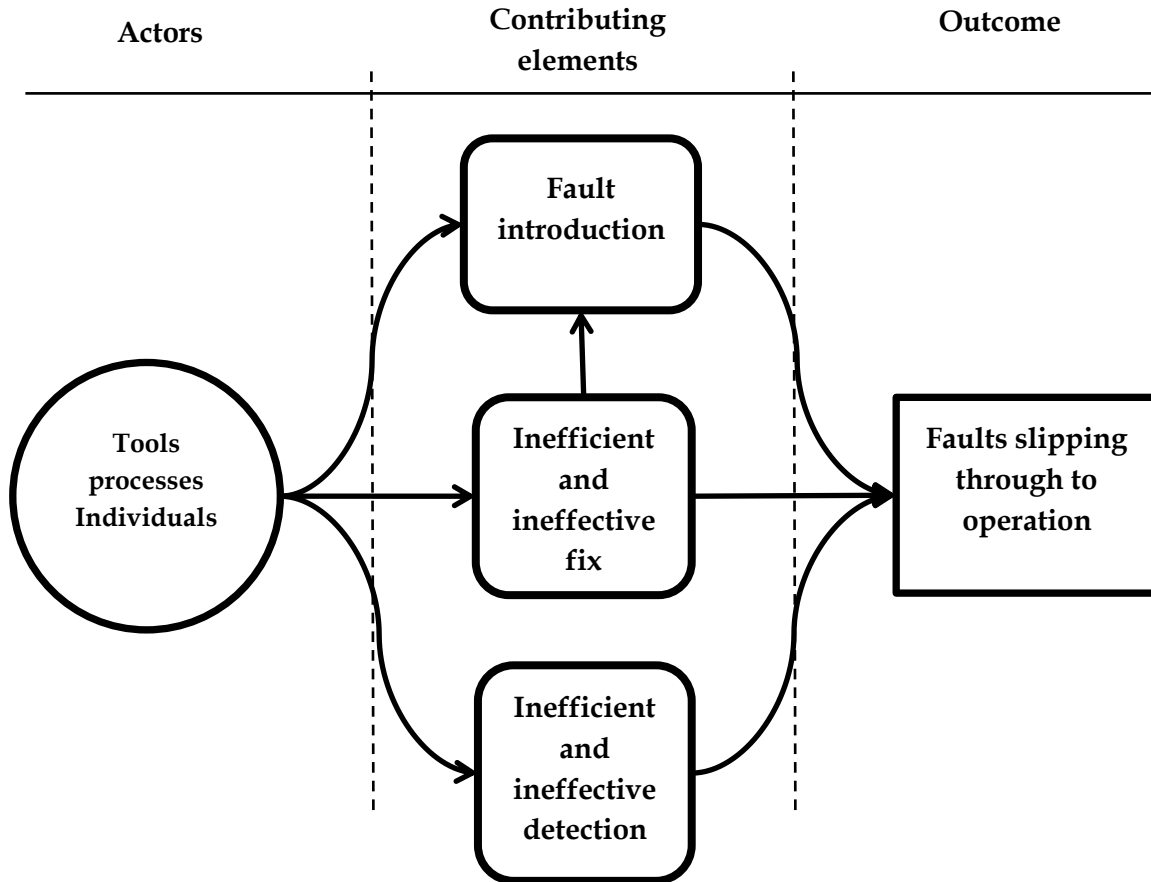 Actors
Contributing
elements
Outcome
Fault
introduction
Tools
processes
Individuals
Inefficient
and
ineffective
fix
Faults slipping
through to
operation
Inefficient
and
ineffective
detection